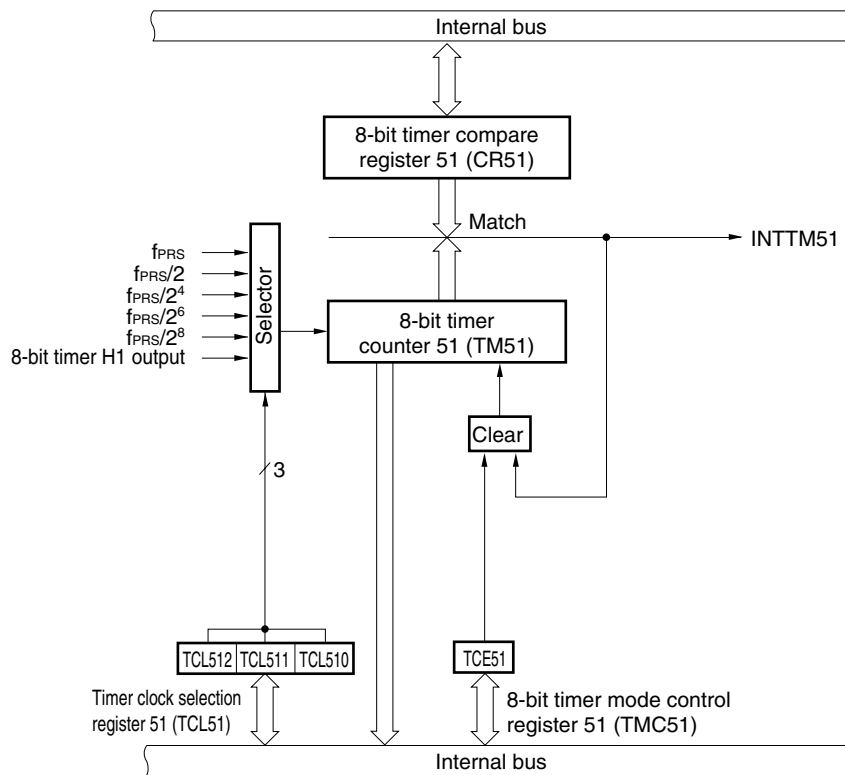 Internal bus
8-bit timer compare
register 51 (CR51)
Match
INTTM51
fPRS
fPRS/2
fPRS/2⁴
fPRS/2⁶
fPRS/2⁸
8-bit timer H1 output
Selector
8-bit timer
counter 51 (TM51)
Clear
3
TCL512 TCL511 TCL510
TCE51
Timer clock selection
register 51 (TCL51)
8-bit timer mode control
register 51 (TMC51)
Internal bus